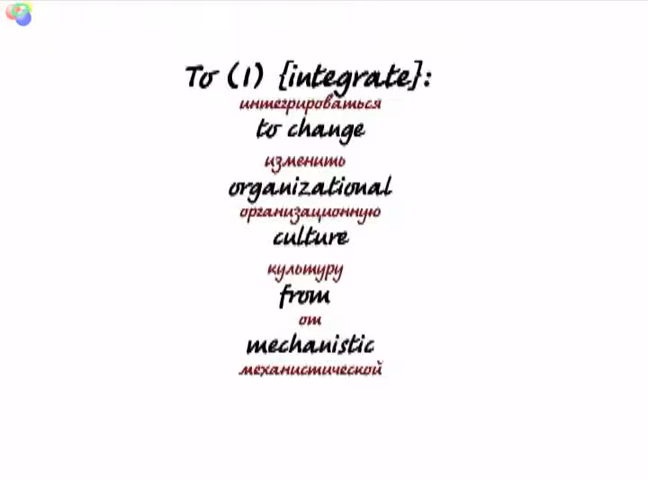 To (1) {integrate}:
интегрироваться
to change
изменить
organizational
организационную
culture
культуру
from
от
mechanistic
механистической